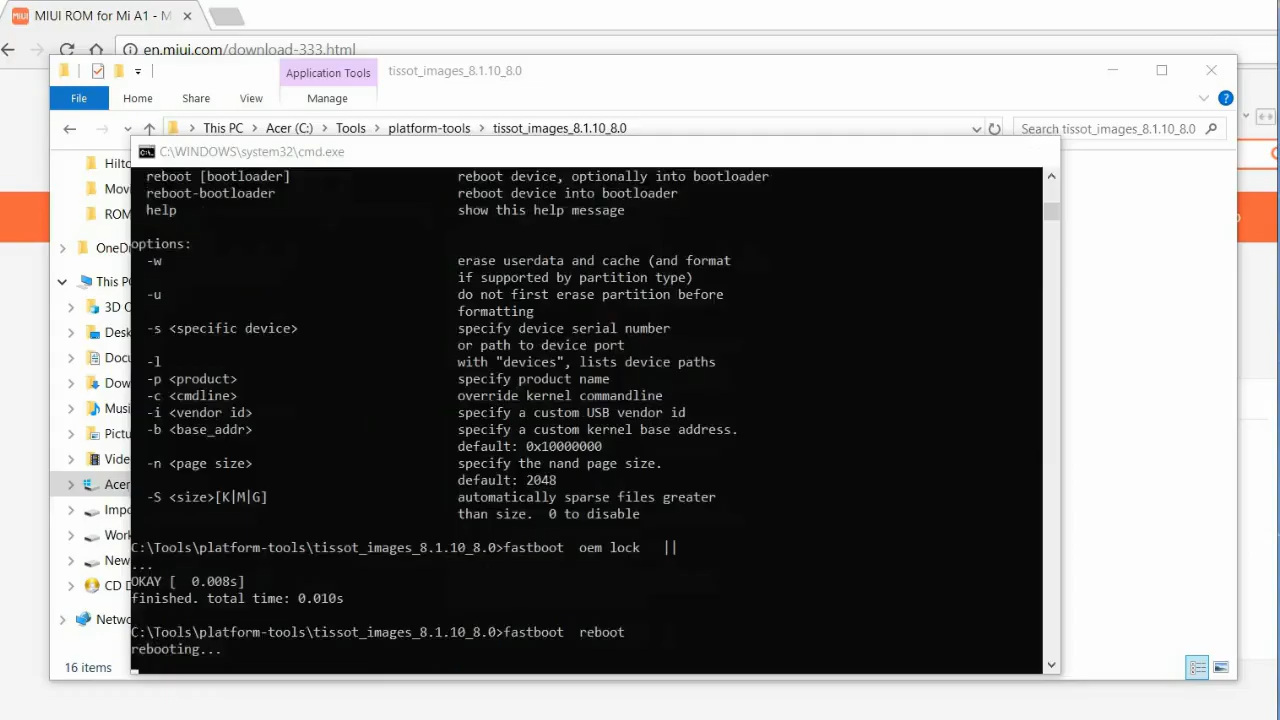 MIUI ROM for Mi A1 - M
en.miui.com/download-333.html
Application Tools
tissot_images_8.1.10_8.0
File
Home
Share
View
Manage
This PC
Acer (C:)
Tools
platform-tools
tissot_images_8.1.10_8.0
Search tissot_images_8.1.10_8.0
C:\WINDOWS\system32\cmd.exe
Hilto
Movi
ROM
OneDr
This PC
3D O
Desk
Docu
Dow
Musi
Pictu
Vide
Acer
Impo
Work
New
CD D
Netwo
16 items
reboot [bootloader] reboot device, optionally into bootloader
reboot-bootloader reboot device into bootloader
help show this help message
options:
-w erase userdata and cache (and format
if supported by partition type)
-u do not first erase partition before
formatting
-s <specific device> specify device serial number
or path to device port
-l with "devices", lists device paths
-p <product> specify product name
-c <cmdline> override kernel commandline
-i <vendor id> specify a custom USB vendor id
-b <base_addr> specify a custom kernel base address.
default: 0x10000000
-n <page size> specify the nand page size.
default: 2048
-S <size>[K|M|G] automatically sparse files greater
than size. 0 to disable
C:\Tools\platform-tools\tissot_images_8.1.10_8.0>fastboot oem lock ||
...
OKAY [ 0.008s]
finished. total time: 0.010s
C:\Tools\platform-tools\tissot_images_8.1.10_8.0>fastboot reboot
rebooting...